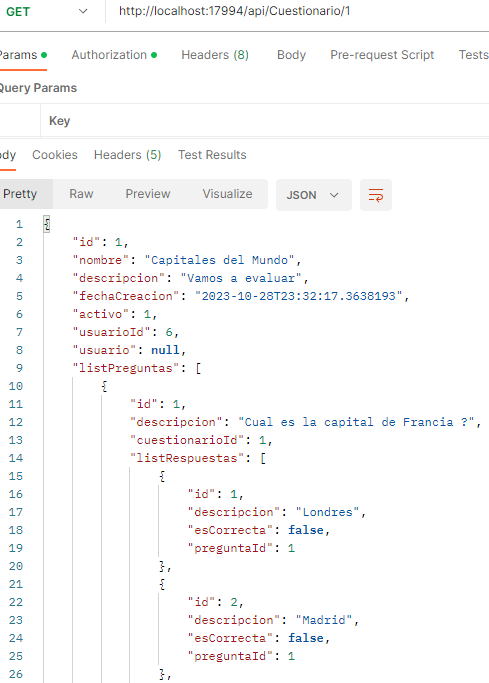 GET http://localhost:17994/api/Cuestionario/1
Params Authorization Headers (8) Body Pre-request Script Tests
Query Params
Key
Body Cookies Headers (5) Test Results
Pretty Raw Preview Visualize JSON
1 {
2 "id": 1,
3 "nombre": "Capitales del Mundo",
4 "descripcion": "Vamos a evaluar",
5 "fechaCreacion": "2023-10-28T23:32:17.3638193",
6 "activo": 1,
7 "usuarioId": 6,
8 "usuario": null,
9 "listPreguntas": [
10 {
11 "id": 1,
12 "descripcion": "Cual es la capital de Francia ?",
13 "cuestionarioId": 1,
14 "listRespuestas": [
15 {
16 "id": 1,
17 "descripcion": "Londres",
18 "esCorrecta": false,
19 "preguntaId": 1
20 },
21 {
22 "id": 2,
23 "descripcion": "Madrid",
24 "esCorrecta": false,
25 "preguntaId": 1
26 },